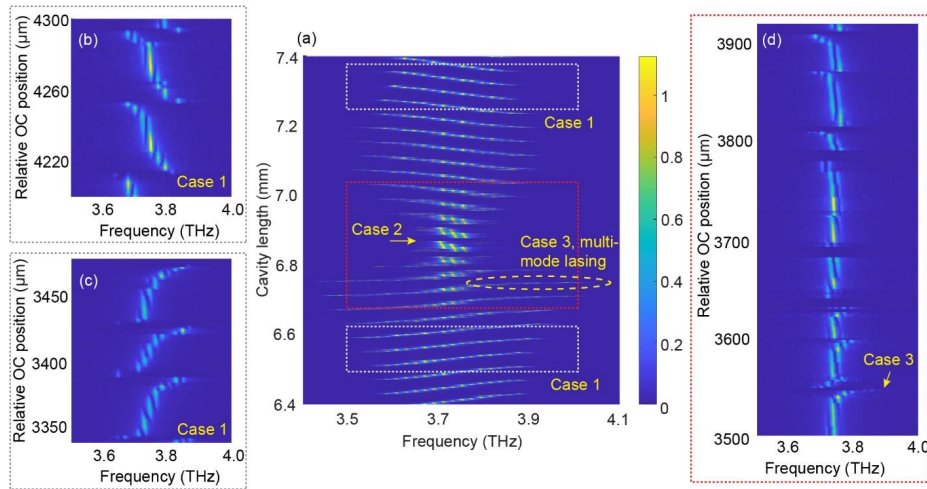 (b)
Relative OC position (μm)
4300
4260
4220
Case 1
3.6
3.8
4.0
Frequency (THz)
(c)
Relative OC position (μm)
3450
3400
3350
Case 1
3.6
3.8
4.0
Frequency (THz)
(a)
Cavity length (mm)
7.4
7.2
7.0
6.8
6.6
6.4
Case 1
Case 2
Case 3, multi-
mode lasing
Case 1
3.5
3.7
3.9
4.1
Frequency (THz)
1
0.8
0.6
0.4
0.2
0
(d)
Relative OC position (μm)
3900
3800
3700
3600
3500
Case 3
3.6
3.8
4.0
Frequency (THz)